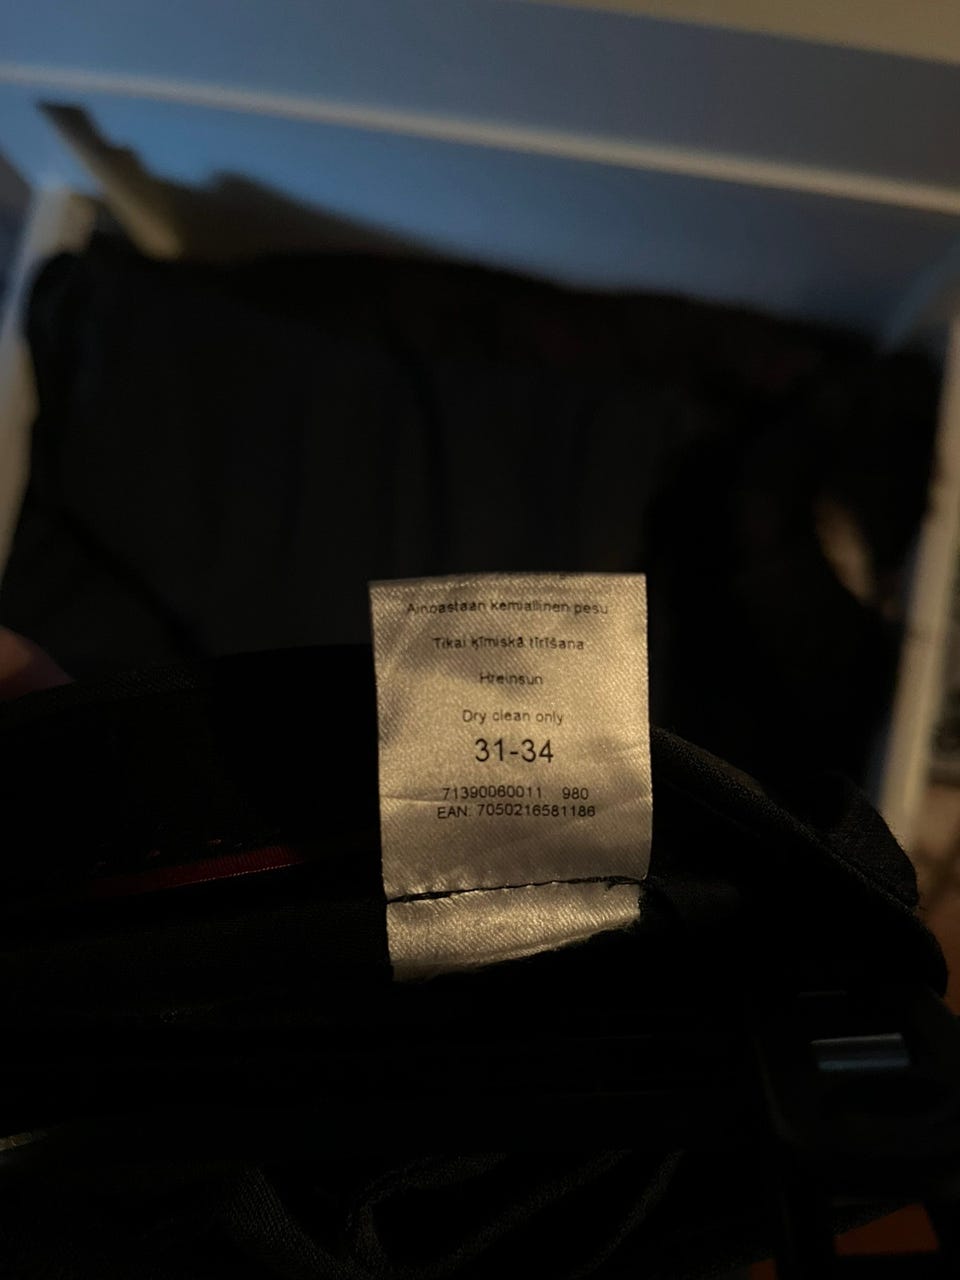 Ainoastaan kemiallinen pesu
Tikai ķīmiskā tīrīšana
Hreinsun
Dry clean only
31-34
71390060011 980
EAN: 7050216581186